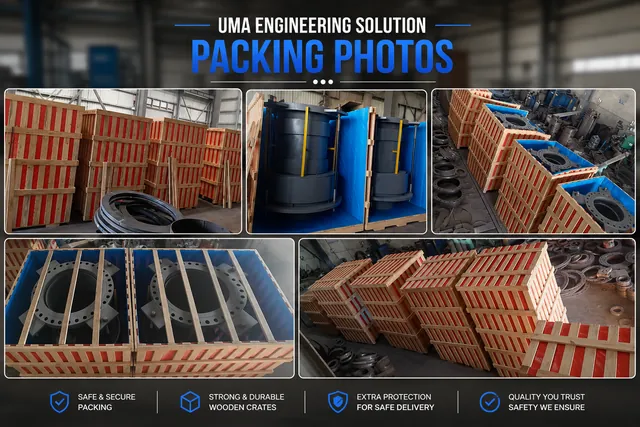 UMA ENGINEERING SOLUTION
PACKING PHOTOS
SAFE & SECURE
PACKING
STRONG & DURABLE
WOODEN CRATES
EXTRA PROTECTION
FOR SAFE DELIVERY
QUALITY YOU TRUST
SAFETY WE ENSURE